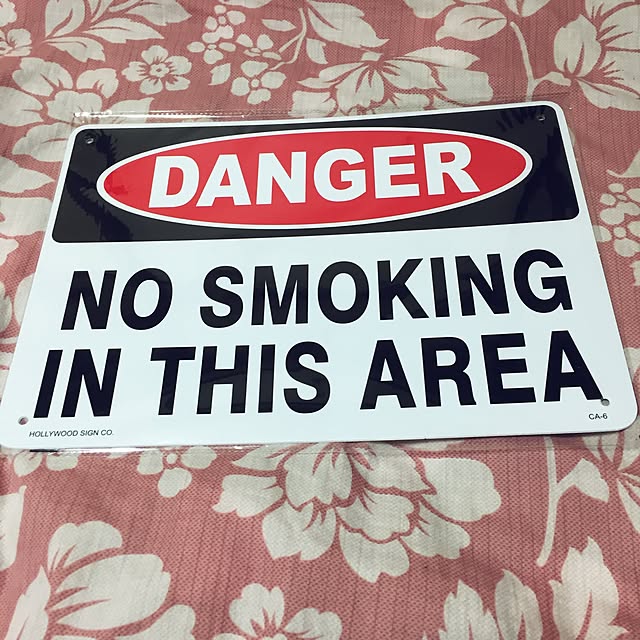 DANGER
NO SMOKING
IN THIS AREA
HOLLYWOOD SIGN CO.
CA-6